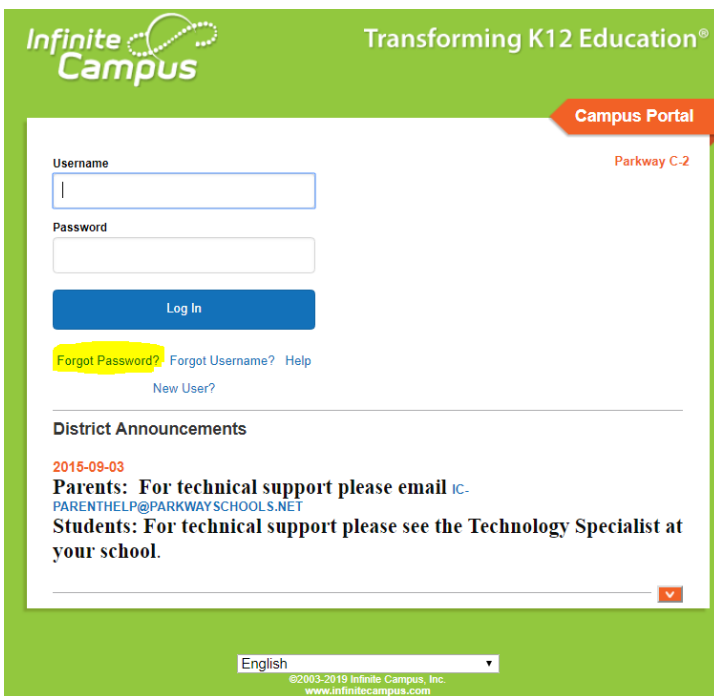 Infinite
Campus
Transforming K12 Education®
Campus Portal
Parkway C-2
Username
Password
Log In
Forgot Password? Forgot Username? Help
New User?
District Announcements
2015-09-03
Parents: For technical support please email IC-
PARENTHELP@PARKWAYSCHOOLS.NET
Students: For technical support please see the Technology Specialist at
your school.
English
©2003-2019 Infinite Campus, Inc.
www.infinitecampus.com